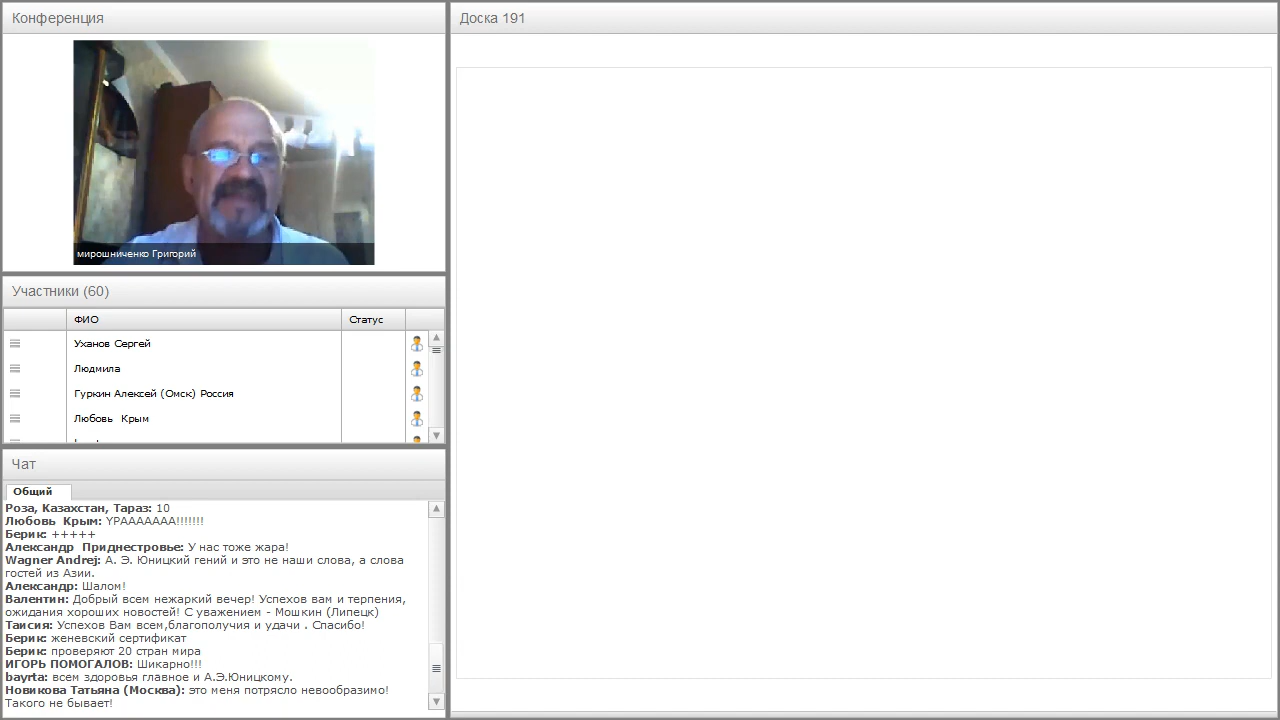 Конференция
мирошниченко Григорий
Участники (60)
ФИО Статус
Уханов Сергей
Людмила
Гуркин Алексей (Омск) Россия
Любовь Крым
Чат
Общий
Роза, Казахстан, Тараз: 10
Любовь Крым: YРААААААА!!!!!!!
Берик: +++++
Александр Приднестровье: У нас тоже жара!
Wagner Andrej: А. Э. Юницкий гений и это не наши слова, а слова
гостей из Азии.
Александр: Шалом!
Валентин: Добрый всем нежаркий вечер! Успехов вам и терпения,
ожидания хороших новостей! С уважением - Мошкин (Липецк)
Таисия: Успехов Вам всем,благополучия и удачи . Спасибо!
Берик: женевский сертификат
Берик: проверяют 20 стран мира
ИГОРЬ ПОМОГАЛОВ: Шикарно!!!
bayrta: всем здоровья главное и А.Э.Юницкому.
Новикова Татьяна (Москва): это меня потрясло невообразимо!
Такого не бывает!
Доска 191